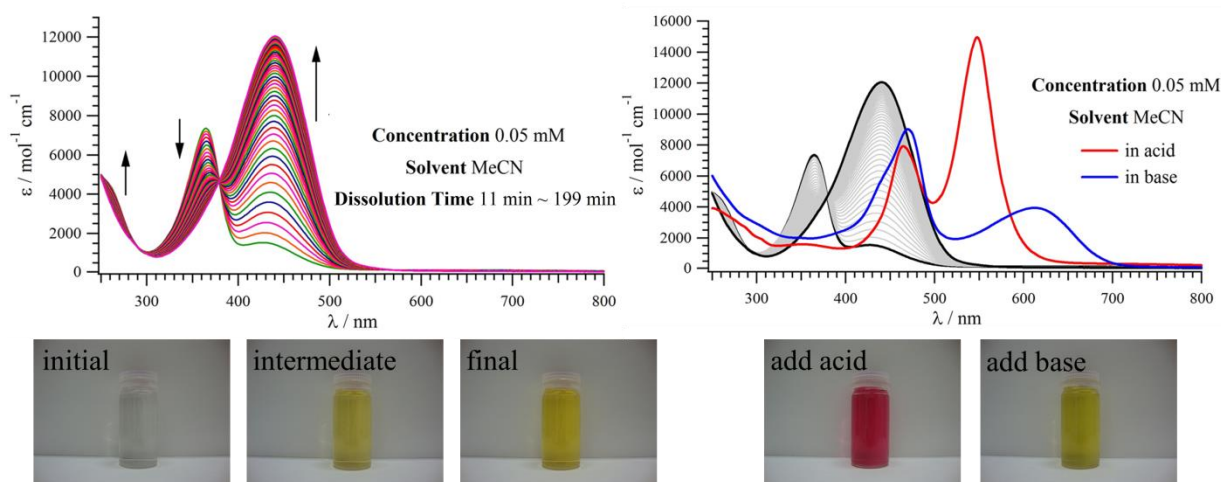 12000
10000
8000
6000
4000
2000
0
ε / mol⁻¹ cm⁻¹
Concentration 0.05 mM
Solvent MeCN
Dissolution Time 11 min ~ 199 min
300
400
500
600
700
800
λ / nm
16000
14000
12000
10000
8000
6000
4000
2000
0
ε / mol⁻¹ cm⁻¹
Concentration 0.05 mM
Solvent MeCN
in acid
in base
300
400
500
600
700
800
λ / nm
initial
intermediate
final
add acid
add base